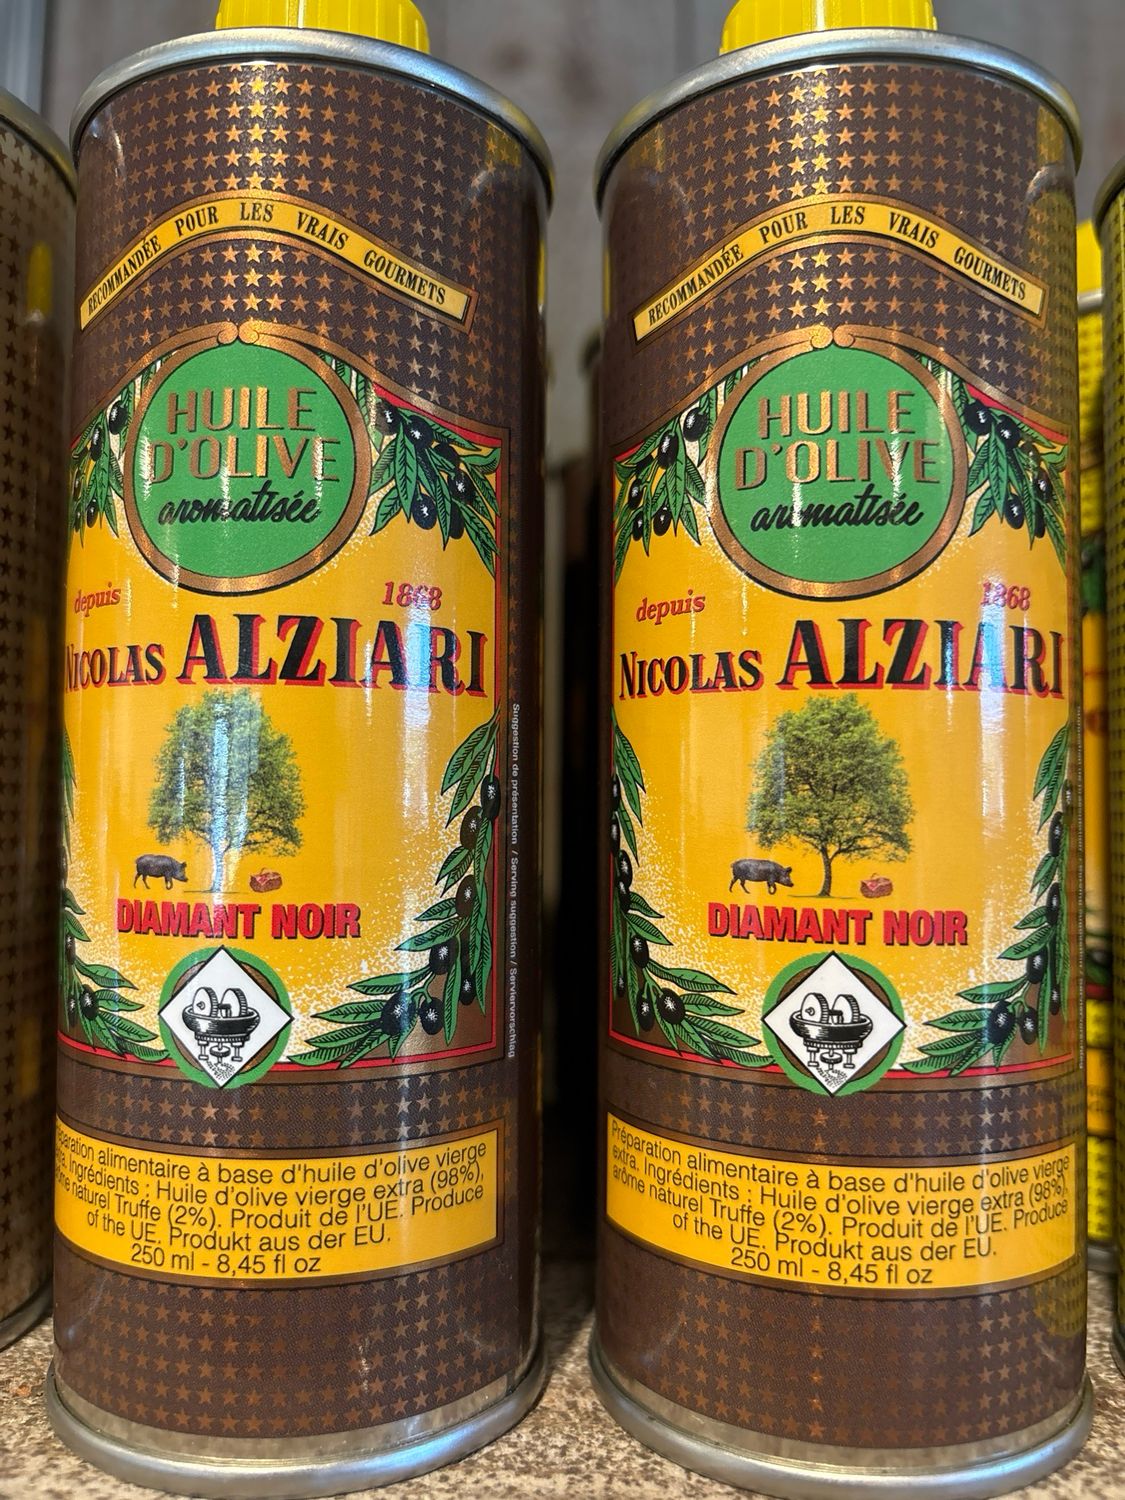 RECOMMANDÉE POUR LES VRAIS GOURMETS
HUILE
D'OLIVE
aromatisée
depuis 1868
NICOLAS ALZIARI
DIAMANT NOIR
Suggestion de présentation / Serving suggestion / Serviervorschlag
Préparation alimentaire à base d'huile d'olive vierge
extra. Ingrédients : Huile d'olive vierge extra (98%),
arôme naturel Truffe (2%). Produit de l'UE. Produce
of the UE. Produkt aus der EU.
250 ml - 8,45 fl oz
RECOMMANDÉE POUR LES VRAIS GOURMETS
HUILE
D'OLIVE
aromatisée
depuis 1868
NICOLAS ALZIARI
DIAMANT NOIR
Préparation alimentaire à base d'huile d'olive vierge
extra. Ingrédients : Huile d'olive vierge extra (98%),
arôme naturel Truffe (2%). Produit de l'UE. Produce
of the UE. Produkt aus der EU.
250 ml - 8,45 fl oz